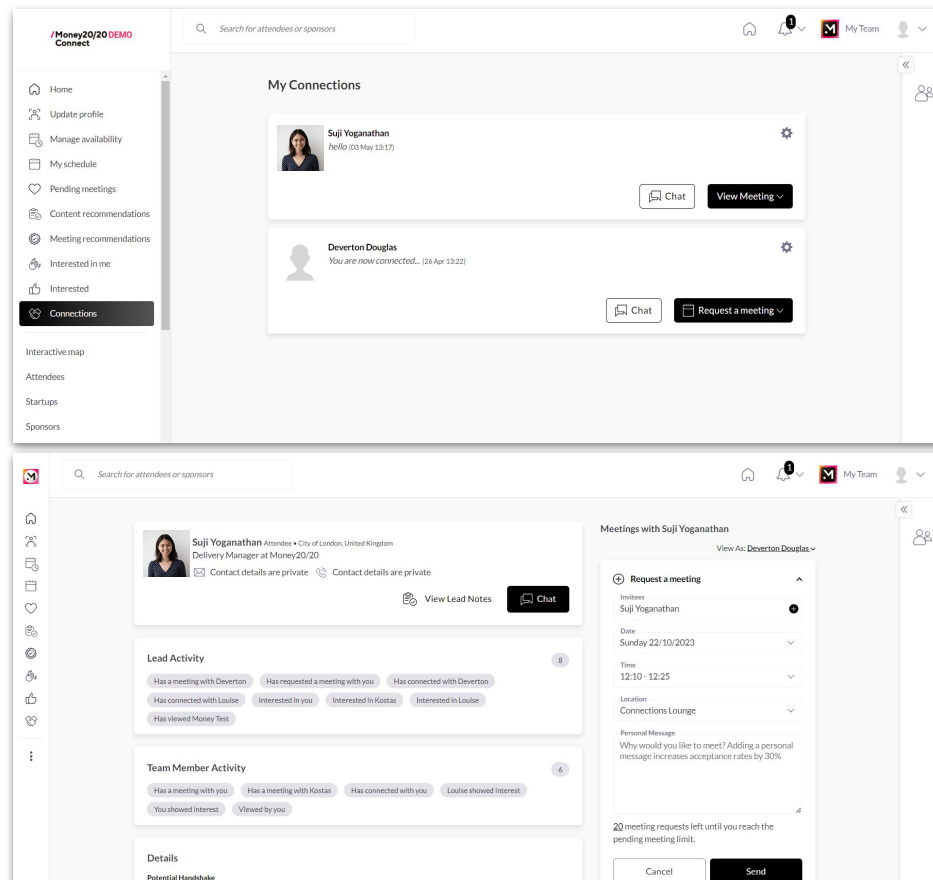 /Money20/20 DEMO
Connect
Search for attendees or sponsors
1
My Team
Home
Update profile
Manage availability
My schedule
Pending meetings
Content recommendations
Meeting recommendations
Interested in me
Interested
Connections
Interactive map
Attendees
Startups
Sponsors
My Connections
Suji Yoganathan
hello (03 May 13:17)
Chat
View Meeting
Deverton Douglas
You are now connected... (26 Apr 13:22)
Chat
Request a meeting
M
Search for attendees or sponsors
1
My Team
Suji Yoganathan Attendee • City of London, United Kingdom
Delivery Manager at Money20/20
Contact details are private Contact details are private
View Lead Notes
Chat
Lead Activity
8
Has a meeting with Deverton Has requested a meeting with you Has connected with Deverton
Has connected with Louise Interested in you Interested in Kostas Interested in Louise
Has viewed Money Test
Team Member Activity
6
Has a meeting with you Has a meeting with Kostas Has connected with you Louise showed interest
You showed interest Viewed by you
Details
Potential Handshake
Meetings with Suji Yoganathan
View As: Deverton Douglas
Request a meeting
Invitees
Suji Yoganathan
Date
Sunday 22/10/2023
Time
12:10 - 12:25
Location
Connections Lounge
Personal Message
Why would you like to meet? Adding a personal
message increases acceptance rates by 30%
20 meeting requests left until you reach the
pending meeting limit.
Cancel
Send